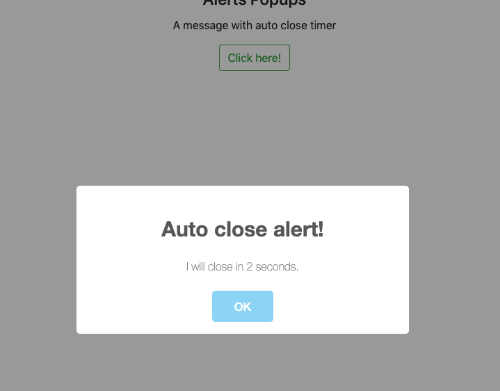 Alerts Popups
A message with auto close timer
Click here!
Auto close alert!
I will close in 2 seconds.
OK